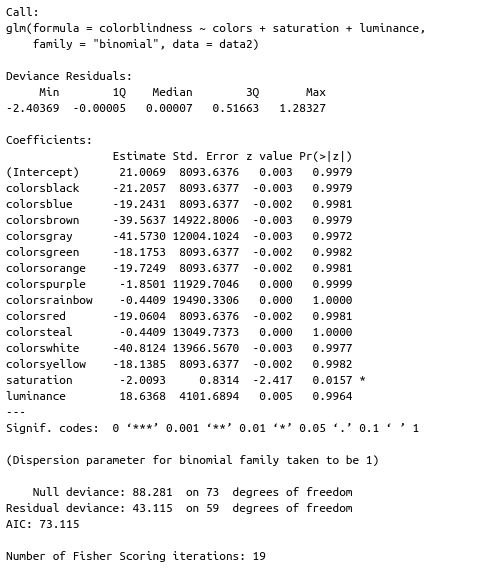 Call:
glm(formula = colorblindness ~ colors + saturation + luminance,
    family = "binomial", data = data2)

Deviance Residuals:
     Min        1Q    Median        3Q       Max
-2.40369  -0.00005   0.00007   0.51663   1.28327

Coefficients:
                Estimate Std. Error z value Pr(>|z|)
(Intercept)      21.0069  8093.6376   0.003   0.9979
colorsblack     -21.2057  8093.6377  -0.003   0.9979
colorsblue      -19.2431  8093.6377  -0.002   0.9981
colorsbrown     -39.5637 14922.8006  -0.003   0.9979
colorsgray      -41.5730 12004.1024  -0.003   0.9972
colorsgreen     -18.1753  8093.6377  -0.002   0.9982
colorsorange    -19.7249  8093.6377  -0.002   0.9981
colorspurple     -1.8501 11929.7046   0.000   0.9999
colorsrainbow    -0.4409 19490.3306   0.000   1.0000
colorsred       -19.0604  8093.6376  -0.002   0.9981
colorsteal       -0.4409 13049.7373   0.000   1.0000
colorswhite     -40.8124 13966.5670  -0.003   0.9977
colorsyellow    -18.1385  8093.6377  -0.002   0.9982
saturation       -2.0093     0.8314  -2.417   0.0157 *
luminance        18.6368  4101.6894   0.005   0.9964
---
Signif. codes:  0 ‘***’ 0.001 ‘**’ 0.01 ‘*’ 0.05 ‘.’ 0.1 ‘ ’ 1

(Dispersion parameter for binomial family taken to be 1)

    Null deviance: 88.281  on 73  degrees of freedom
Residual deviance: 43.115  on 59  degrees of freedom
AIC: 73.115

Number of Fisher Scoring iterations: 19